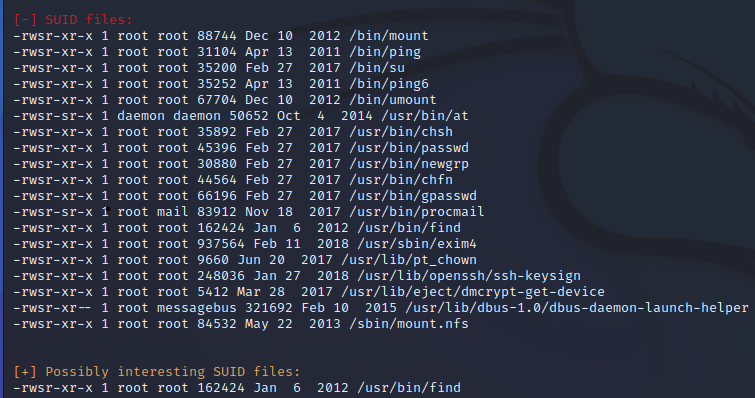 [-] SUID files:
-rwsr-xr-x 1 root root 88744 Dec 10  2012 /bin/mount
-rwsr-xr-x 1 root root 31104 Apr 13  2011 /bin/ping
-rwsr-xr-x 1 root root 35200 Feb 27  2017 /bin/su
-rwsr-xr-x 1 root root 35252 Apr 13  2011 /bin/ping6
-rwsr-xr-x 1 root root 67704 Dec 10  2012 /bin/umount
-rwsr-sr-x 1 daemon daemon 50652 Oct  4  2014 /usr/bin/at
-rwsr-xr-x 1 root root 35892 Feb 27  2017 /usr/bin/chsh
-rwsr-xr-x 1 root root 45396 Feb 27  2017 /usr/bin/passwd
-rwsr-xr-x 1 root root 30880 Feb 27  2017 /usr/bin/newgrp
-rwsr-xr-x 1 root root 44564 Feb 27  2017 /usr/bin/chfn
-rwsr-xr-x 1 root root 66196 Feb 27  2017 /usr/bin/gpasswd
-rwsr-sr-x 1 root mail 83912 Nov 18  2017 /usr/bin/procmail
-rwsr-xr-x 1 root root 162424 Jan  6  2012 /usr/bin/find
-rwsr-xr-x 1 root root 937564 Feb 11  2018 /usr/sbin/exim4
-rwsr-xr-x 1 root root 9660 Jun 20  2017 /usr/lib/pt_chown
-rwsr-xr-x 1 root root 248036 Jan 27  2018 /usr/lib/openssh/ssh-keysign
-rwsr-xr-x 1 root root 5412 Mar 28  2017 /usr/lib/eject/dmcrypt-get-device
-rwsr-xr-- 1 root messagebus 321692 Feb 10  2015 /usr/lib/dbus-1.0/dbus-daemon-launch-helper
-rwsr-xr-x 1 root root 84532 May 22  2013 /sbin/mount.nfs
[+] Possibly interesting SUID files:
-rwsr-xr-x 1 root root 162424 Jan  6  2012 /usr/bin/find